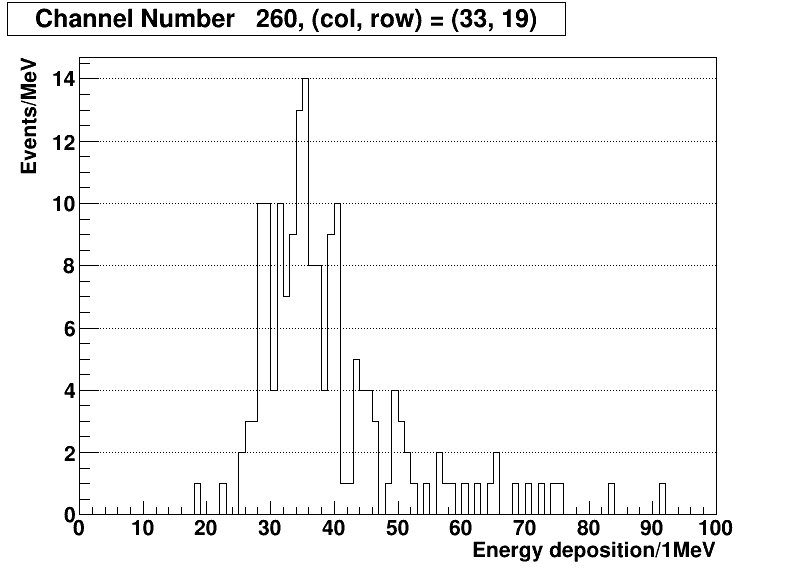 Channel Number 260, (col, row) = (33, 19)
Events/MeV
14
12
10
8
6
4
2
0
0 10 20 30 40 50 60 70 80 90 100
Energy deposition/1MeV